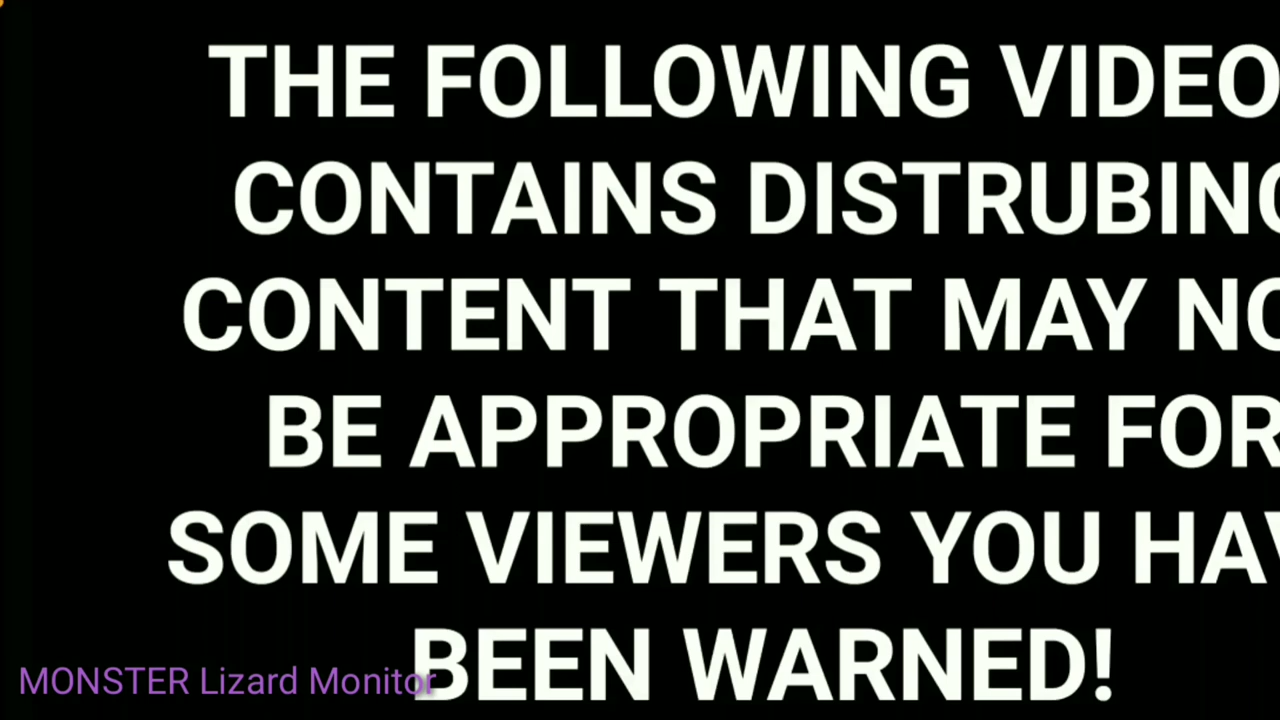 THE FOLLOWING VIDEO
CONTAINS DISTRUBING
CONTENT THAT MAY NO
BE APPROPRIATE FOR
SOME VIEWERS YOU HAV
BEEN WARNED!
MONSTER Lizard Monitor